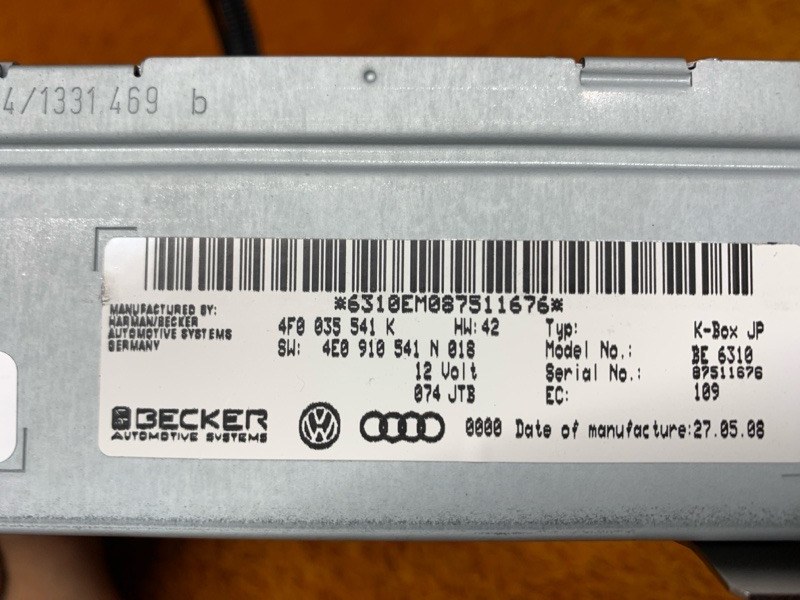 4/1331 469 b
*6310EM087511676*
MANUFACTURED BY:
HARMAN/BECKER
AUTOMOTIVE SYSTEMS
GERMANY
4F0 035 541 K HW: 42
SW: 4E0 910 541 N 018
12 Volt
074 JTB
Typ: K-Box JP
Model No.: BE 6310
Serial No.: 87511676
EC: 109
BECKER
AUTOMOTIVE SYSTEMS
0000 Date of manufacture:27.05.08